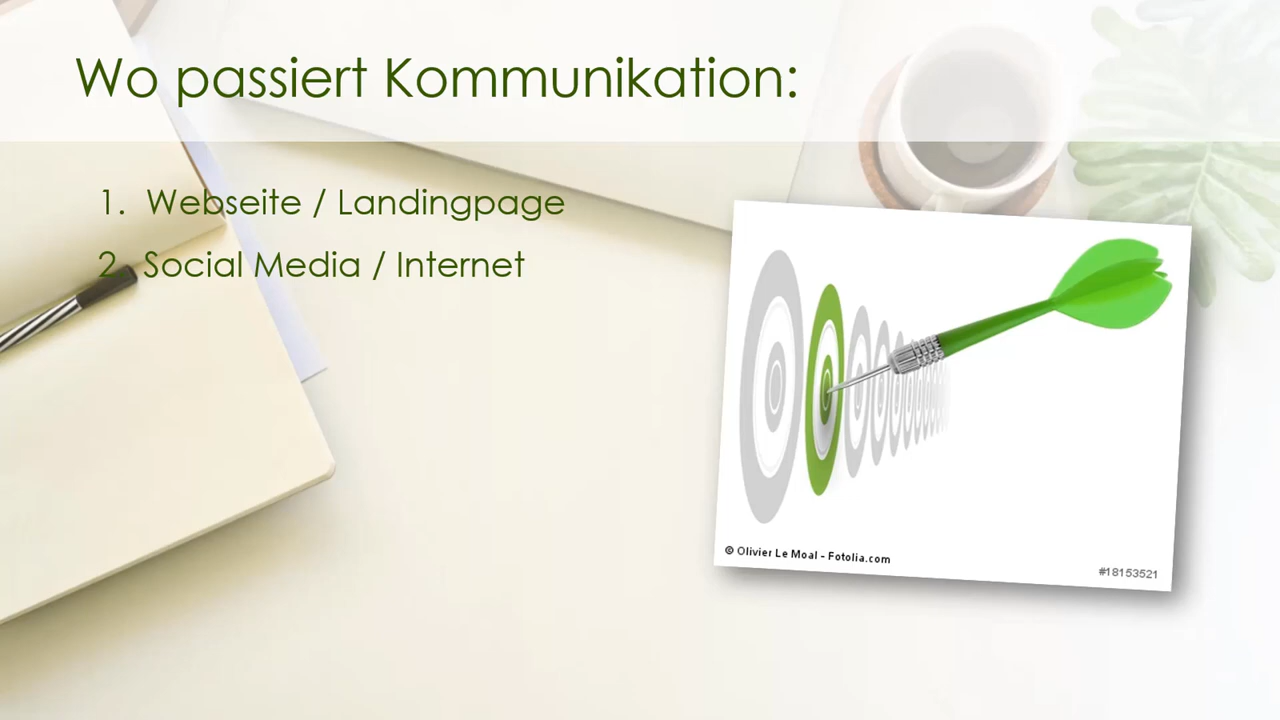 Wo passiert Kommunikation:
1. Webseite / Landingpage
2. Social Media / Internet
© Olivier Le Moal - Fotolia.com
#18153521